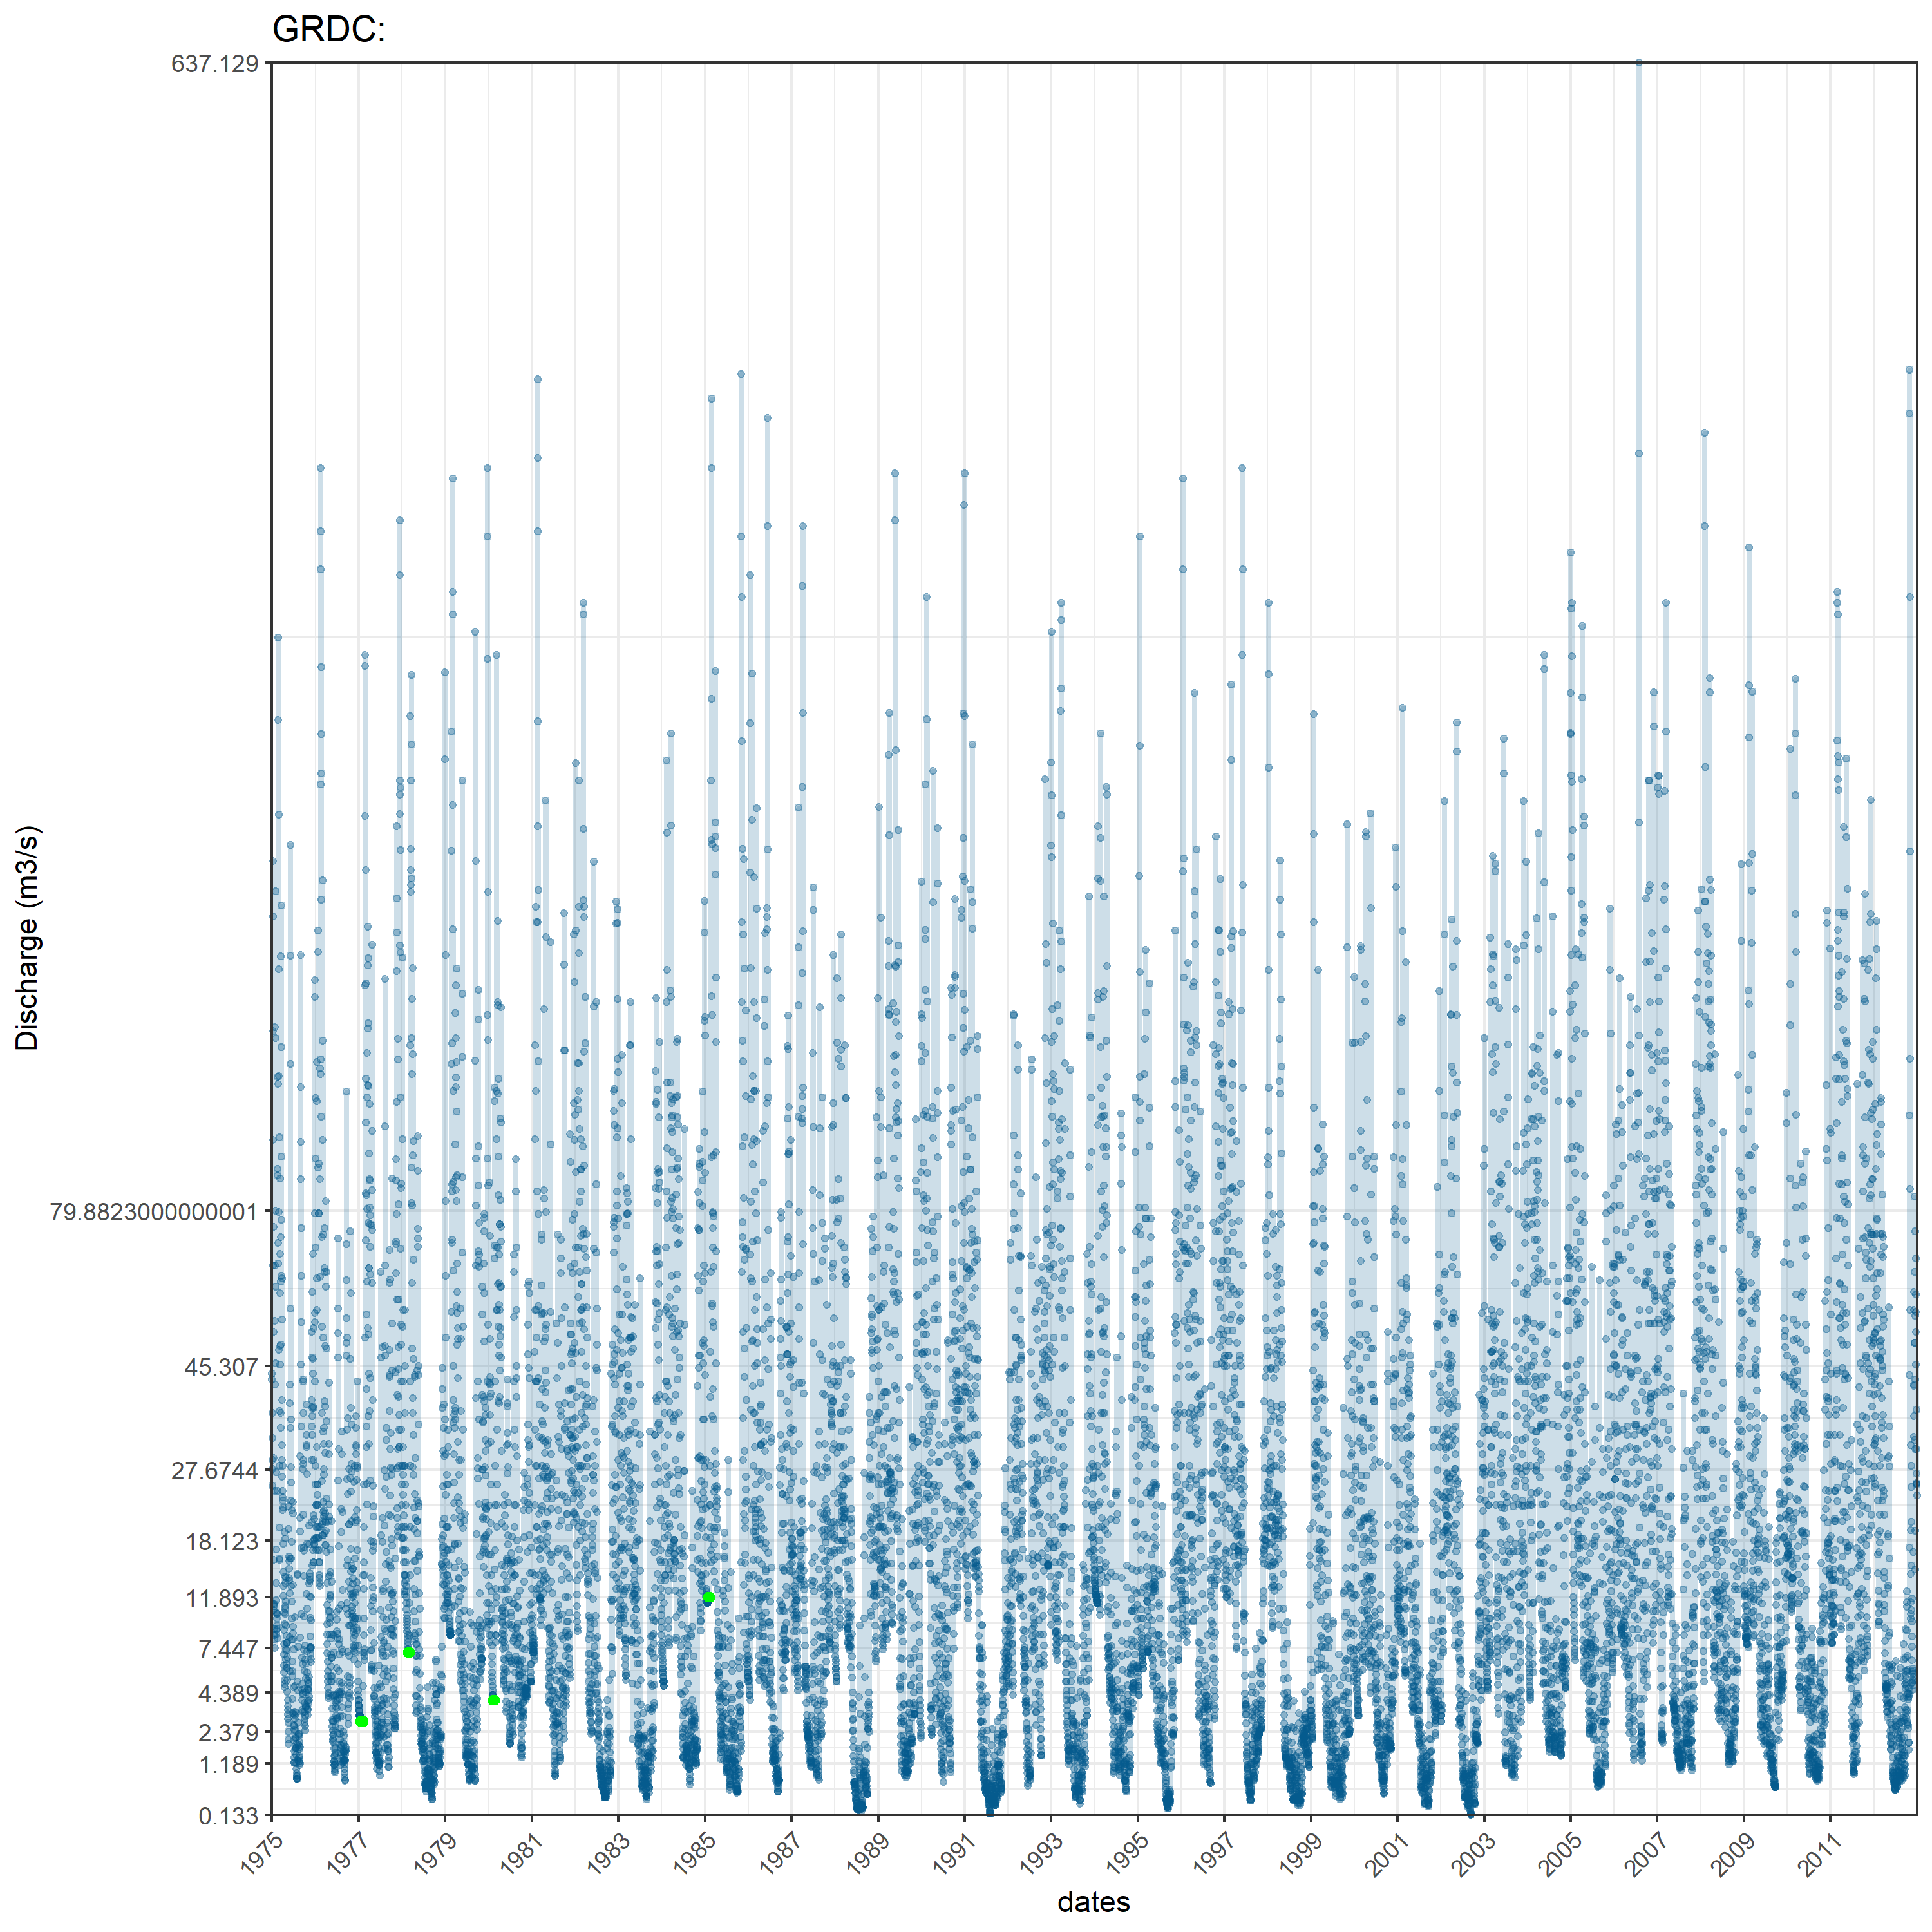 GRDC:
637.129
79.8823000000001
45.307
27.6744
18.123
11.893
7.447
4.389
2.379
1.189
0.133
Discharge (m3/s)
1975 1977 1979 1981 1983 1985 1987 1989 1991 1993 1995 1997 1999 2001 2003 2005 2007 2009 2011
dates